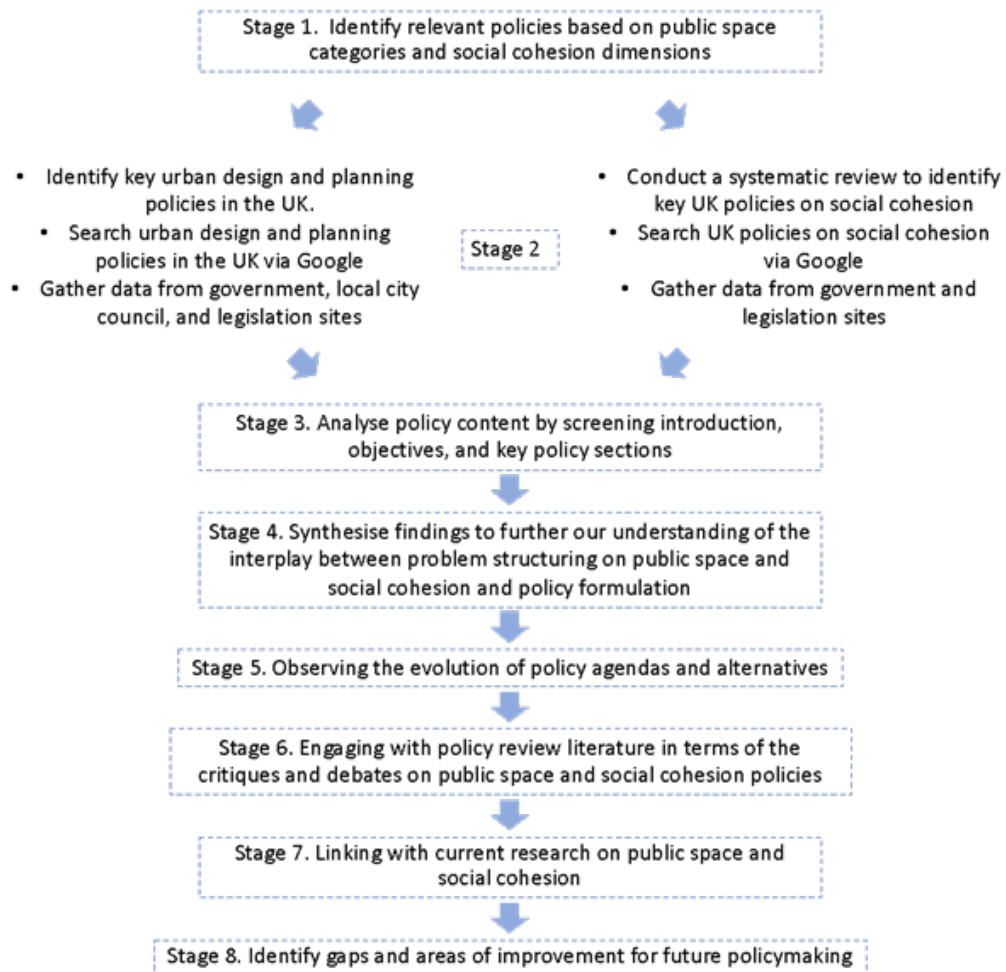 Stage 1.  Identify relevant policies based on public space
categories and social cohesion dimensions
• Identify key urban design and planning
policies in the UK.
• Search urban design and planning
policies in the UK via Google
• Gather data from government, local city
council, and legislation sites
Stage 2
• Conduct a systematic review to identify
key UK policies on social cohesion
• Search UK policies on social cohesion
via Google
• Gather data from government and
legislation sites
Stage 3. Analyse policy content by screening introduction,
objectives, and key policy sections
Stage 4. Synthesise findings to further our understanding of the
interplay between problem structuring on public space and
social cohesion and policy formulation
Stage 5. Observing the evolution of policy agendas and alternatives
Stage 6. Engaging with policy review literature in terms of the
critiques and debates on public space and social cohesion policies
Stage 7. Linking with current research on public space and
social cohesion
Stage 8. Identify gaps and areas of improvement for future policymaking